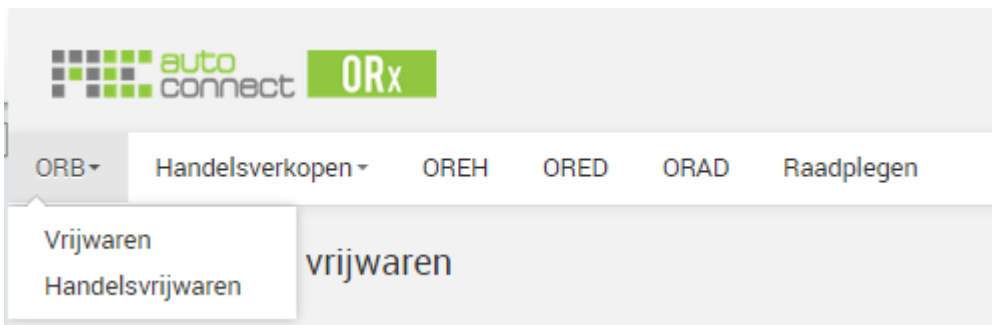 auto
connect ORx
ORB Handelsverkopen OREH ORED ORAD Raadplegen
Vrijwaren
Handelsvrijwaren
vrijwaren